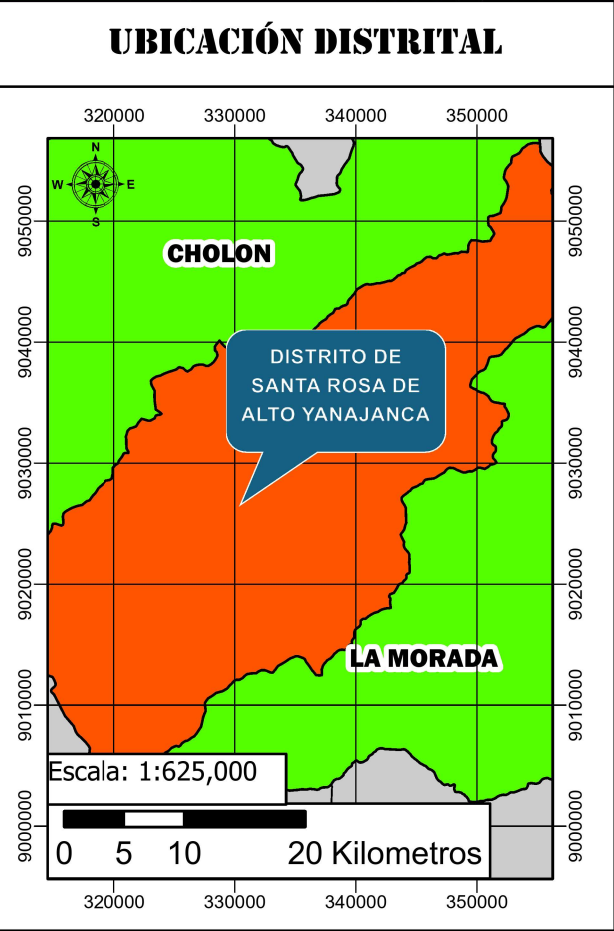 UBICACIÓN DISTRITAL
320000 330000 340000 350000
N
W E
S
9050000 9050000
CHOLON
9040000 9040000
DISTRITO DE
SANTA ROSA DE
ALTO YANAJANCA
9030000 9030000
9020000 9020000
LA MORADA
9010000 9010000
Escala: 1:625,000
9000000 9000000
0 5 10 20 Kilometros
320000 330000 340000 350000